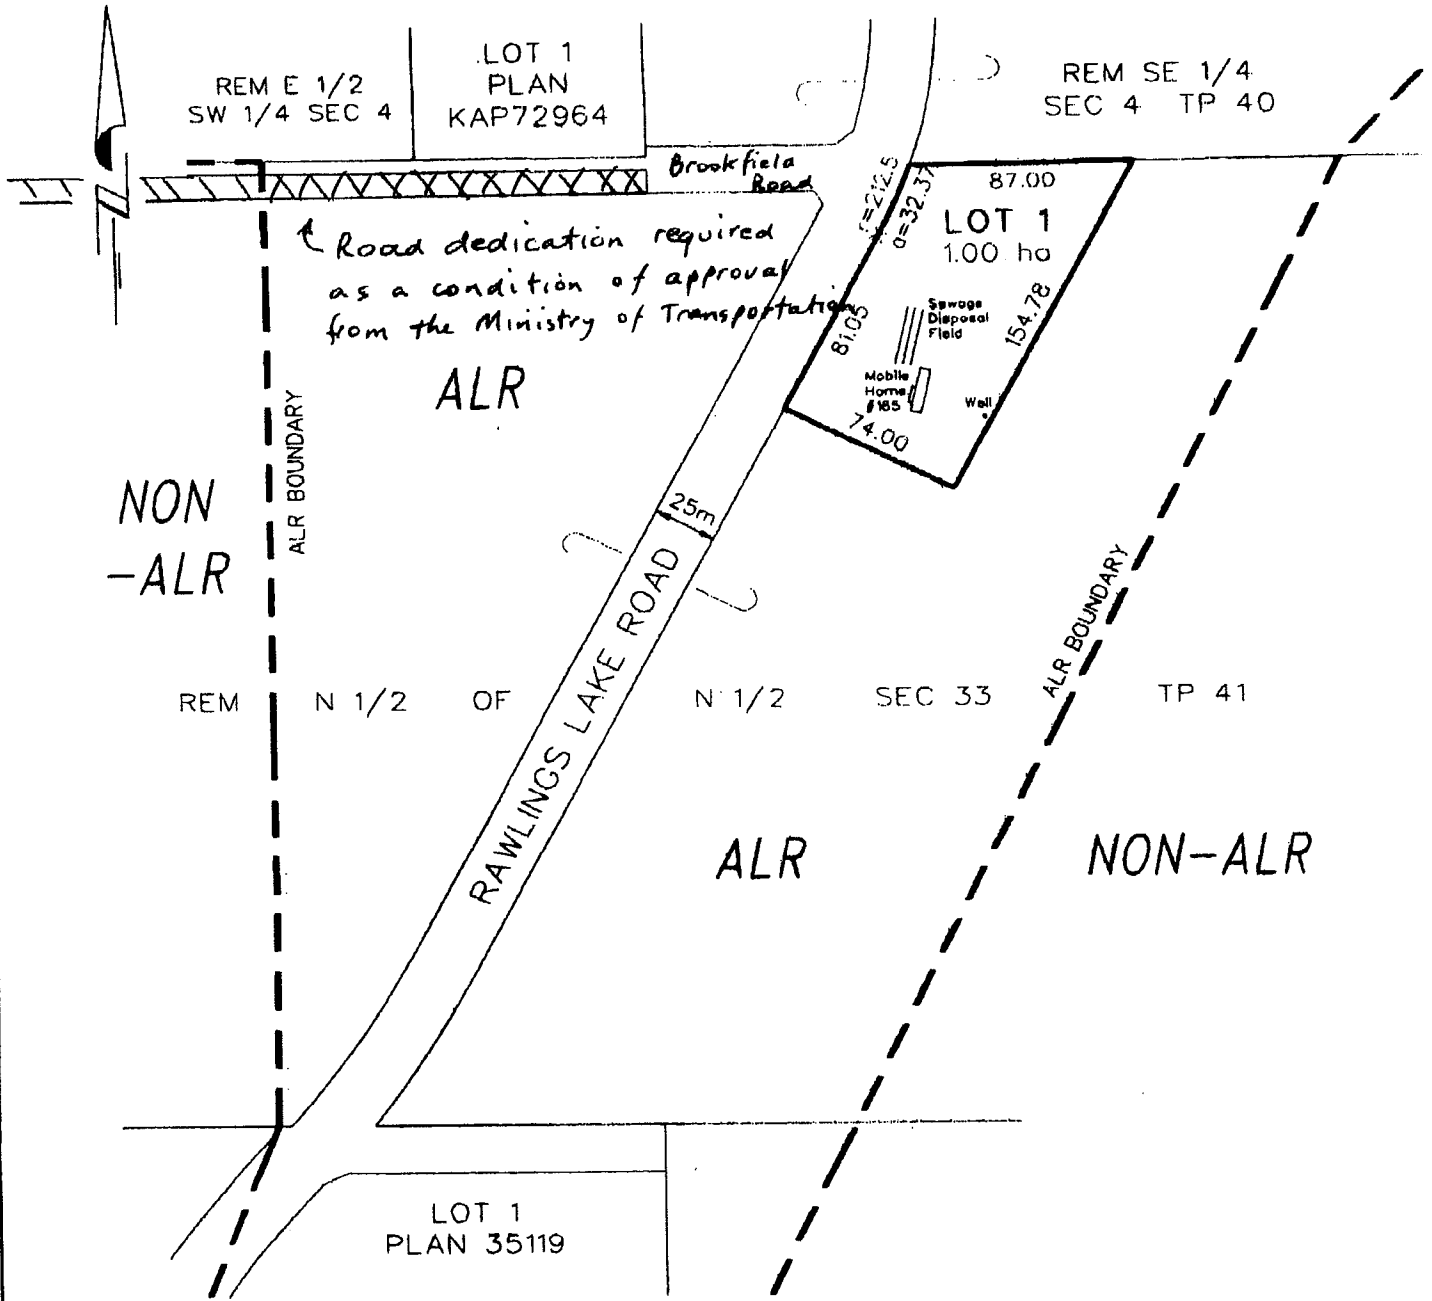 REM E 1/2
SW 1/4 SEC 4
LOT 1
PLAN
KAP72964
REM SE 1/4
SEC 4 TP 40
Brookfield
Road
Road dedication required
as a condition of approval
from the Ministry of Transportation
r=212.5
a=32.37
87.00
LOT 1
1.00 ha
81.05
154.78
Sewage
Disposal
Field
Mobile
Home
#185
Well
74.00
ALR
ALR BOUNDARY
NON
-ALR
25m
RAWLINGS LAKE ROAD
ALR BOUNDARY
REM N 1/2 OF N 1/2 SEC 33 TP 41
ALR
NON-ALR
LOT 1
PLAN 35119